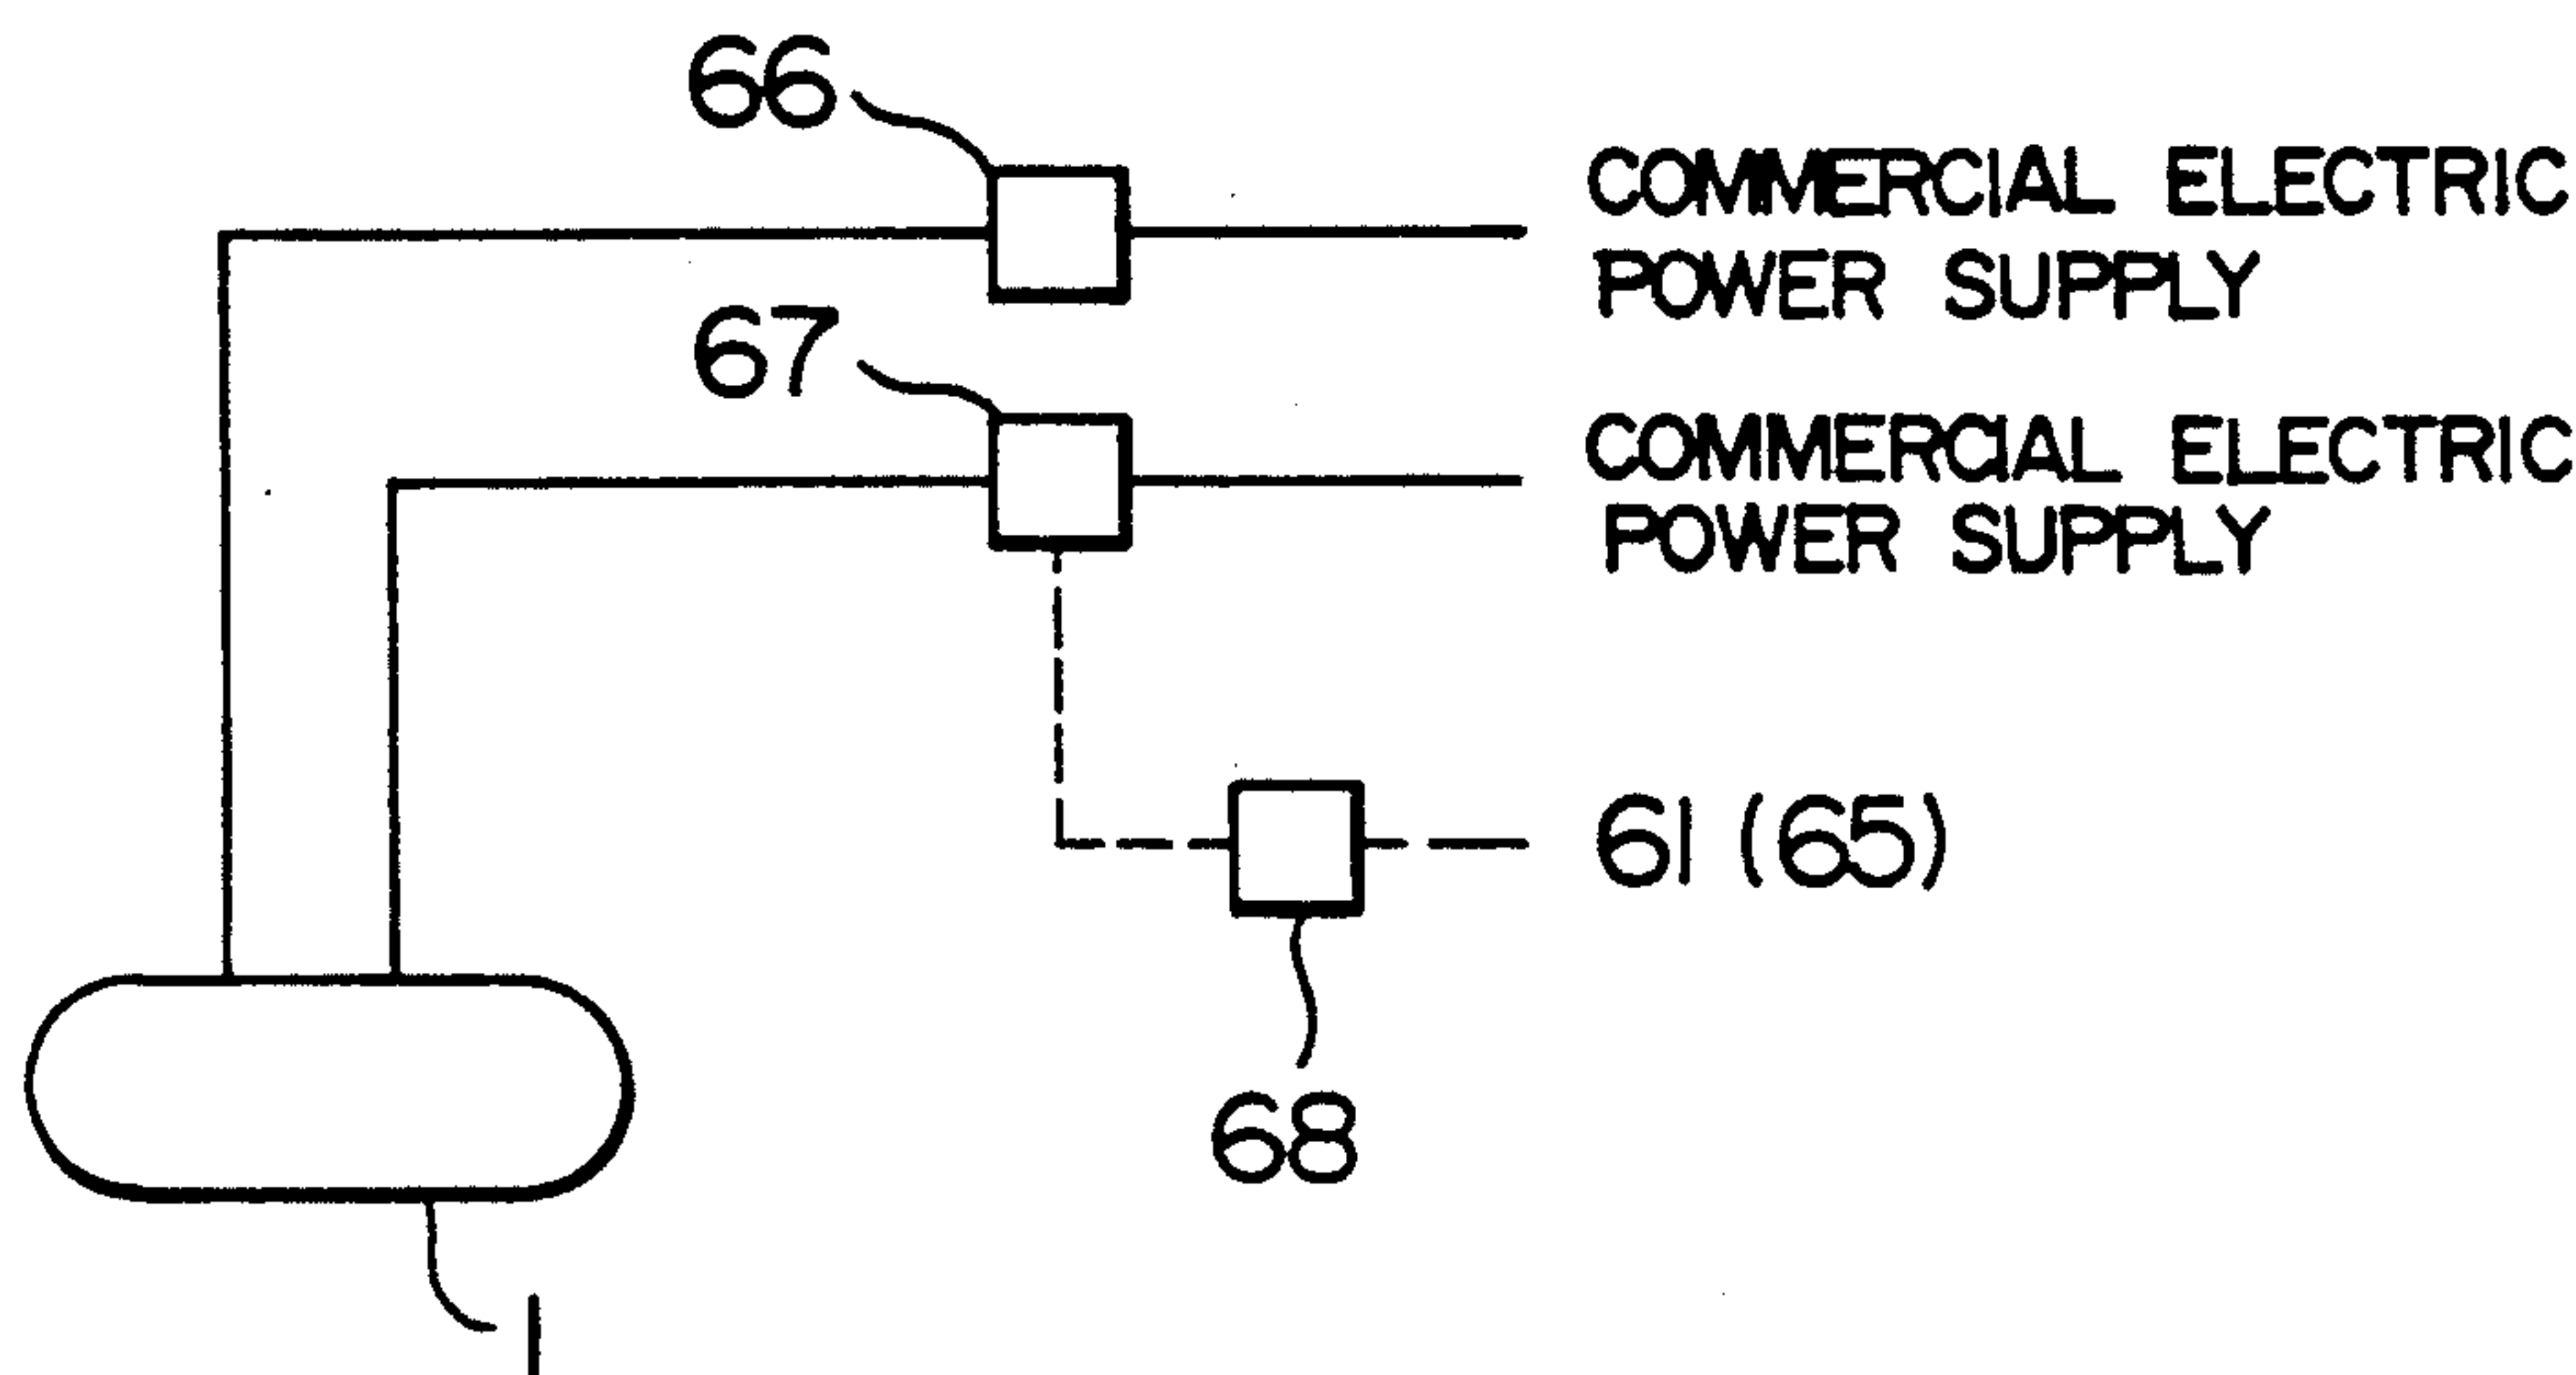 66
COMMERCIAL ELECTRIC
POWER SUPPLY
67
COMMERCIAL ELECTRIC
POWER SUPPLY
61 (65)
68
1